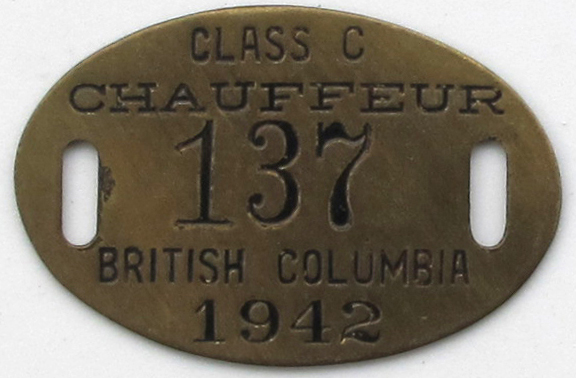 CLASS C
CHAUFFEUR
137
BRITISH COLUMBIA
1942